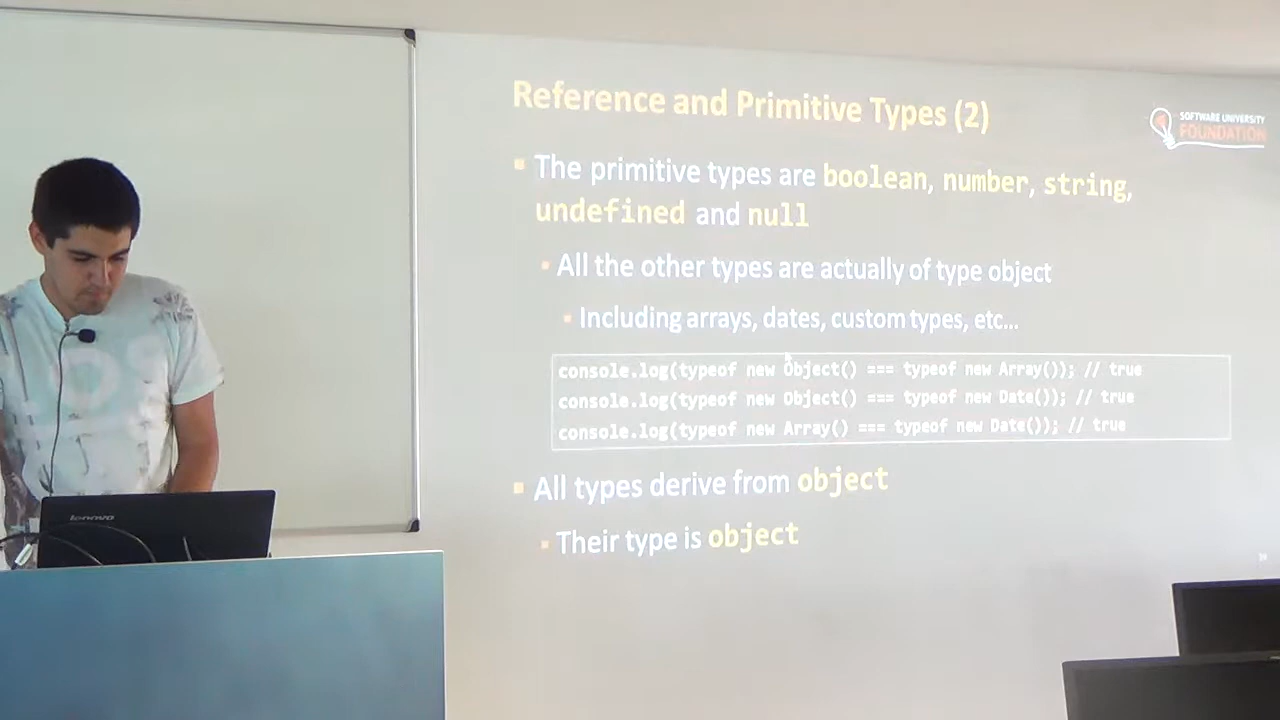 Reference and Primitive Types (2)
SOFTWARE UNIVERSITY
FOUNDATION
▪ The primitive types are boolean, number, string,
undefined and null
▪ All the other types are actually of type object
▪ Including arrays, dates, custom types, etc…
console.log(typeof new Object() === typeof new Array()); // true
console.log(typeof new Object() === typeof new Date()); // true
console.log(typeof new Array() === typeof new Date()); // true
▪ All types derive from object
▪ Their type is object
lenovo